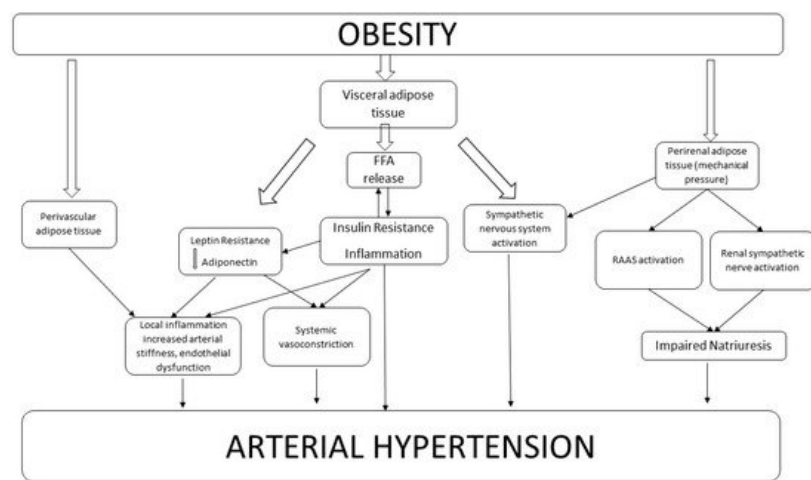 OBESITY
Visceral adipose
tissue
FFA
release
Perirenal adipose
tissue (mechanical
pressure)
Perivascular
adipose tissue
Leptin Resistance
Adiponectin
Insulin Resistance
Inflammation
Sympathetic
nervous system
activation
RAAS activation
Renal sympathetic
nerve activation
Local inflammation
increased arterial
stiffness, endothelial
dysfunction
Systemic
vasoconstriction
Impaired Natriuresis
ARTERIAL HYPERTENSION